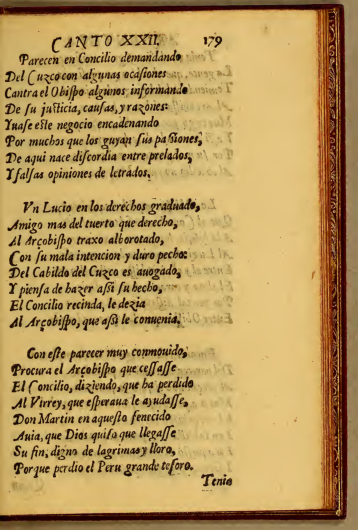 CANTO XXII. 179
Parecen en Concilio demandando
Del Cuzco con algunas ocasiones
Cantra el Obiſpo algunos informando
De ſu juſticia, cauſas, y razones:
Yuaſe eſte negocio encadenando
Por muchos que los guyan ſus paſsiones,
De aqui nace diſcordia entre prelados,
Y falſas opiniones de letrados.
Vn Lucio en los derechos graduado,
Amigo mas del tuerto que derecho,
Al Arçobiſpo traxo alborotado,
Con ſu mala intencion y duro pecho:
Del Cabildo del Cuzco es auogado,
Y pienſa de hazer aſsi ſu hecho,
El Concilio recinda, le dezia
Al Arçobiſpo, que aſsi le conuenia.
Con eſte parecer muy conmouido,
Procura el Arçobiſpo que ceſſaſſe
El Concilio, diziendo, que ha perdido
Al Virrey, que eſperaua le ayudaſſe,
Don Martin en aqueſto fenecido
Auia, que Dios quiſo que llegaſſe
Su fin, digno de lagrimas y lloro,
Porque perdio el Peru grande teſoro.
Tenia